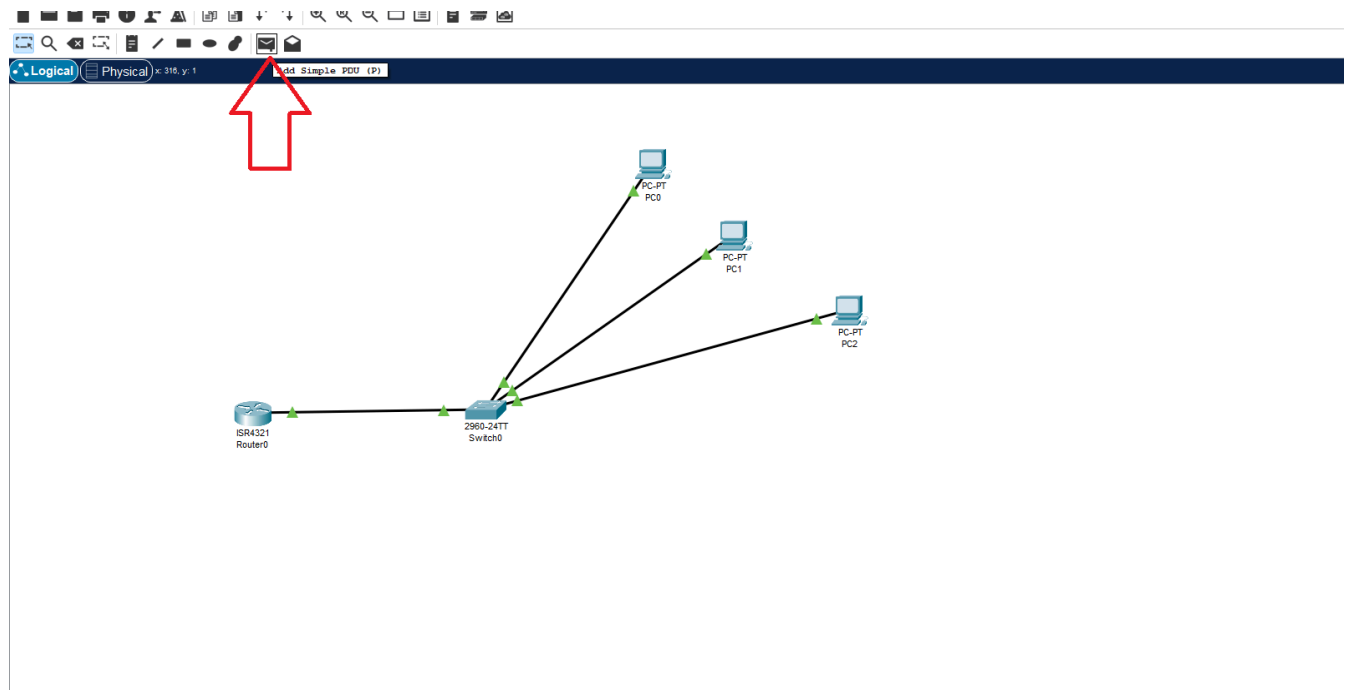 Logical Physical x: 316, y: 1
Add Simple PDU (P)
PC-PT
PC0
PC-PT
PC1
PC-PT
PC2
ISR4321
Router0
2960-24TT
Switch0